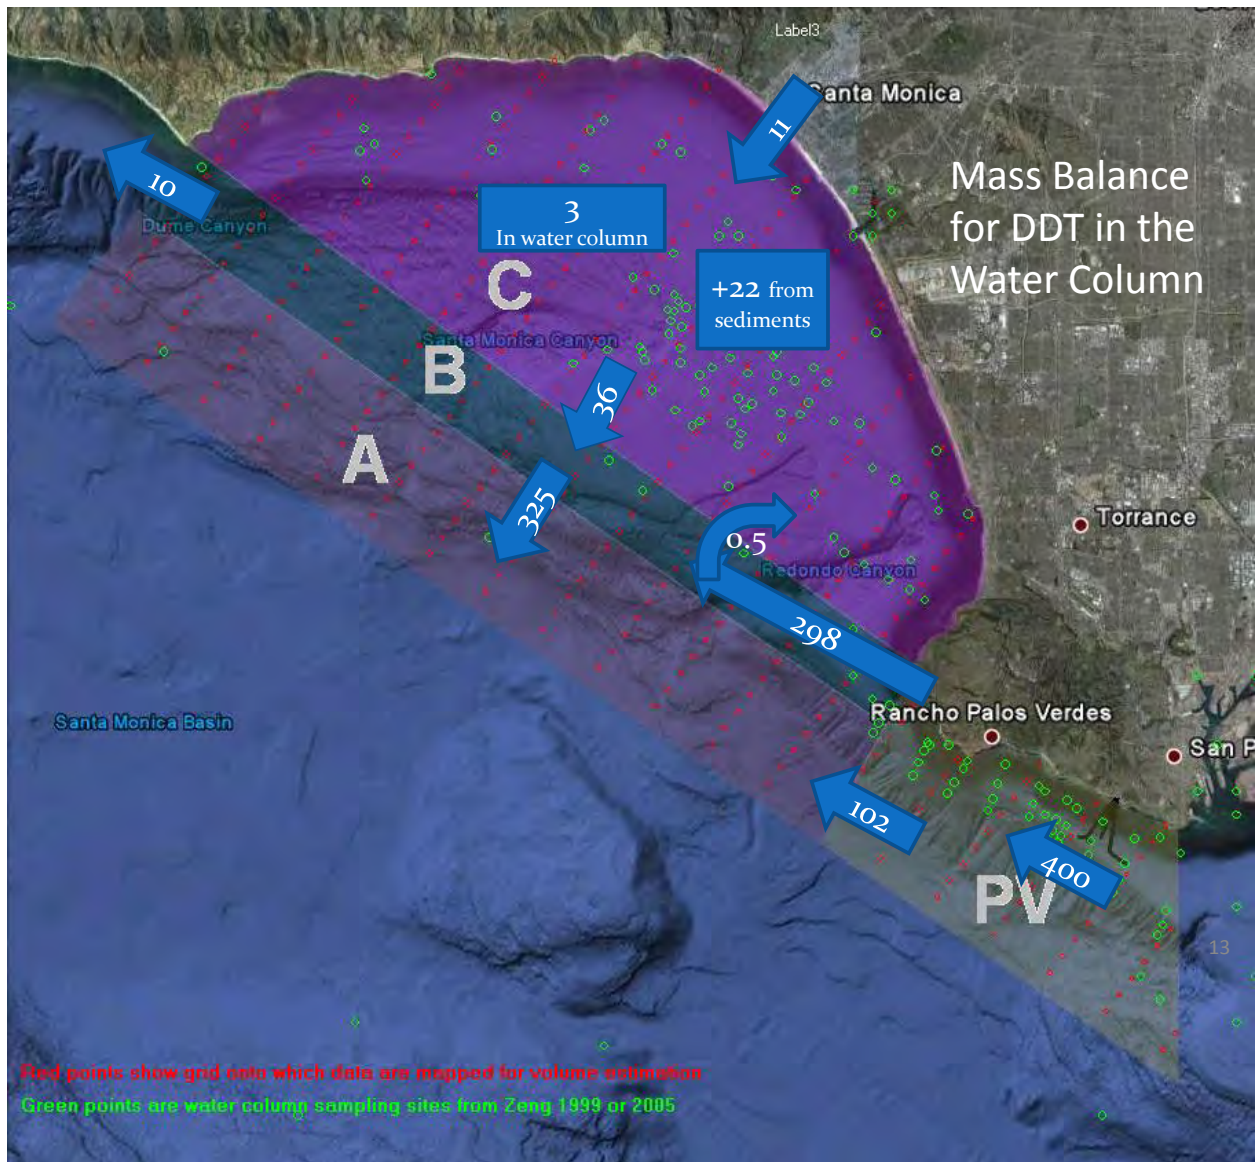 Label3
Santa Monica
11
Mass Balance
for DDT in the
Water Column
10
Dume Canyon
3
In water column
C
+22 from
sediments
Santa Monica Canyon
B
36
A
325
Torrance
0.5
Redondo Canyon
298
Santa Monica Basin
Rancho Palos Verdes
San P
102
400
PV
13
Red points show grid onto which data are mapped for volume estimation
Green points are water column sampling sites from Zeng 1999 or 2005